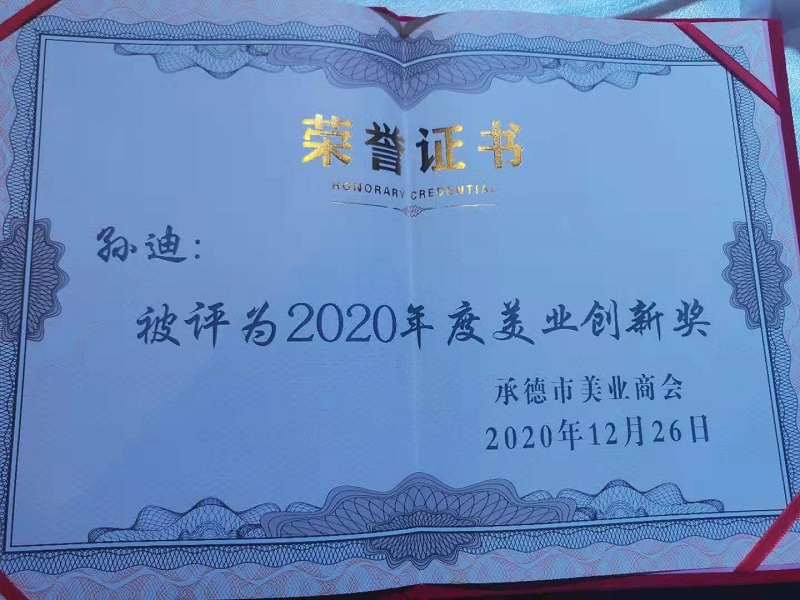 荣誉证书
HONORARY CREDENTIAL
孙迪：
被评为2020年度美业创新奖
承德市美业商会
2020年12月26日